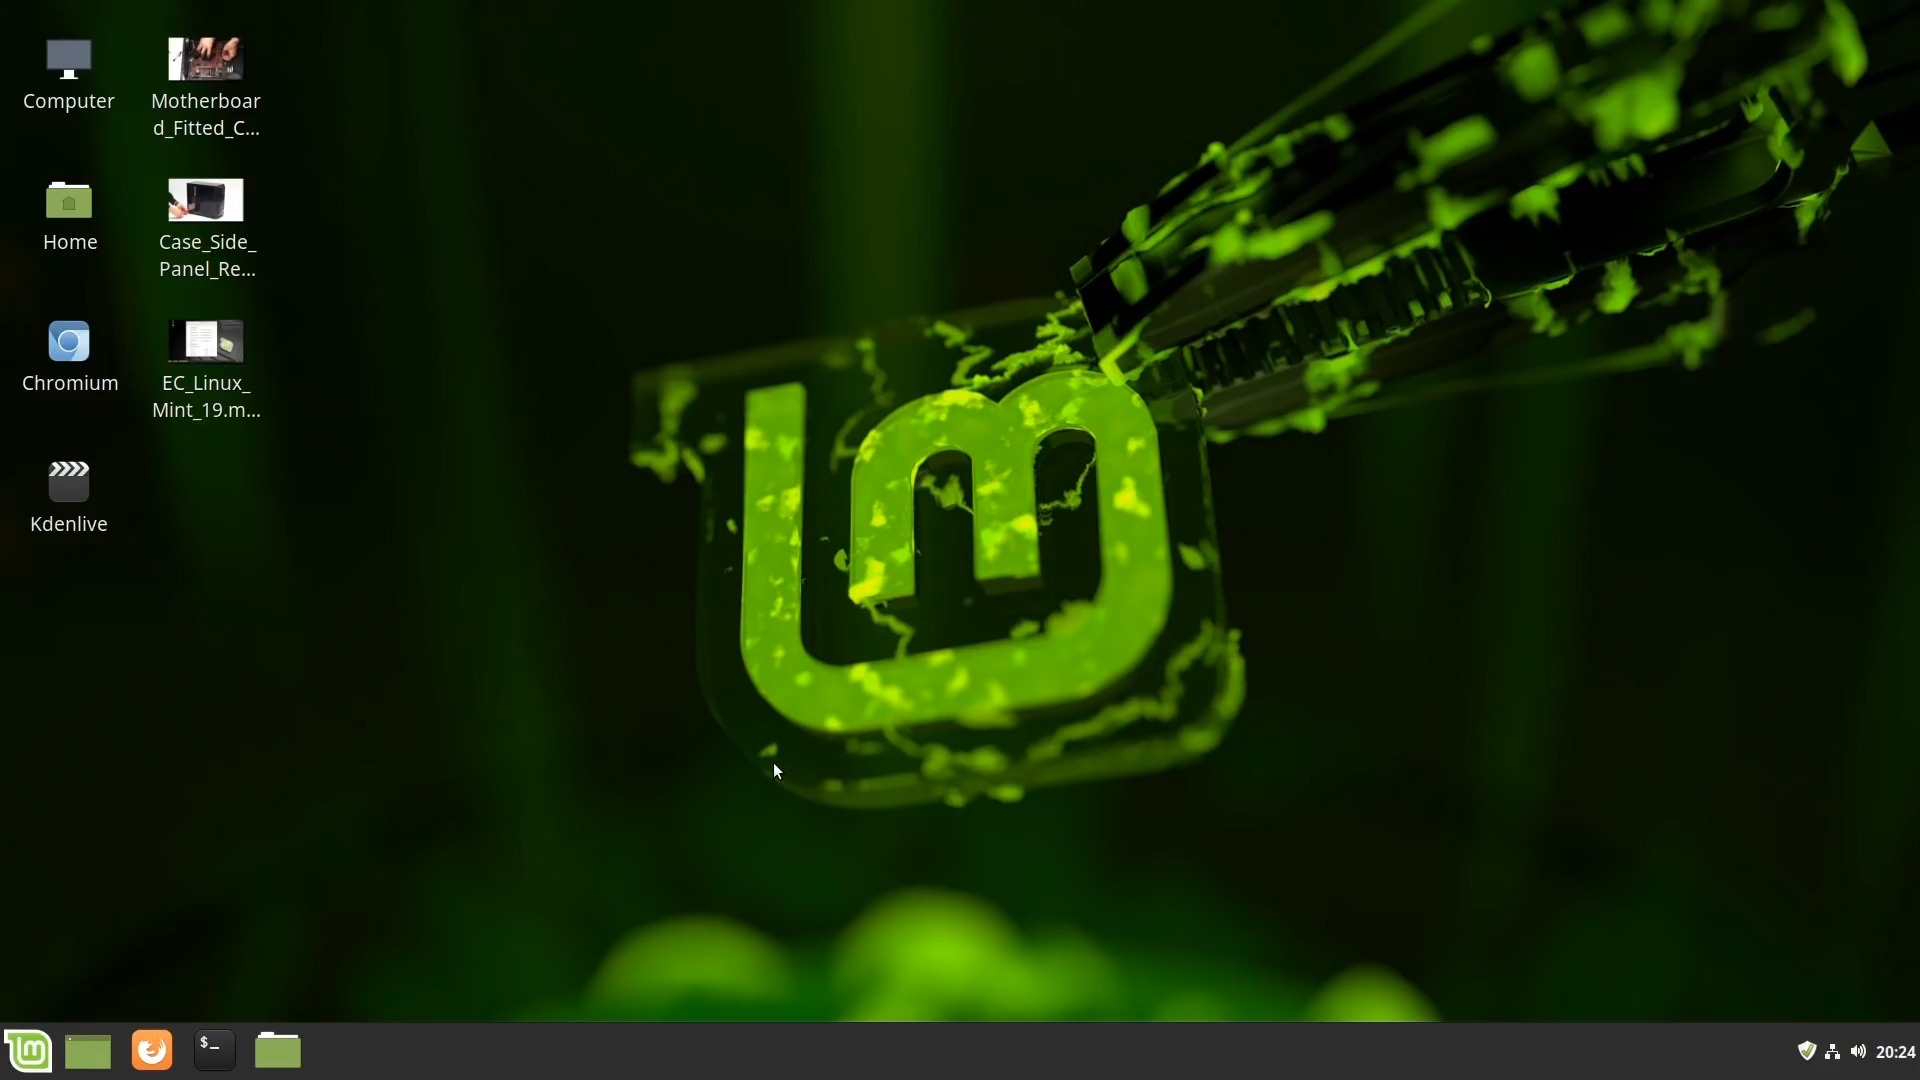 Computer
Motherboar
d_Fitted_C...
Home
Case_Side_
Panel_Re...
Chromium
EC_Linux_
Mint_19.m...
Kdenlive
$_
20:24